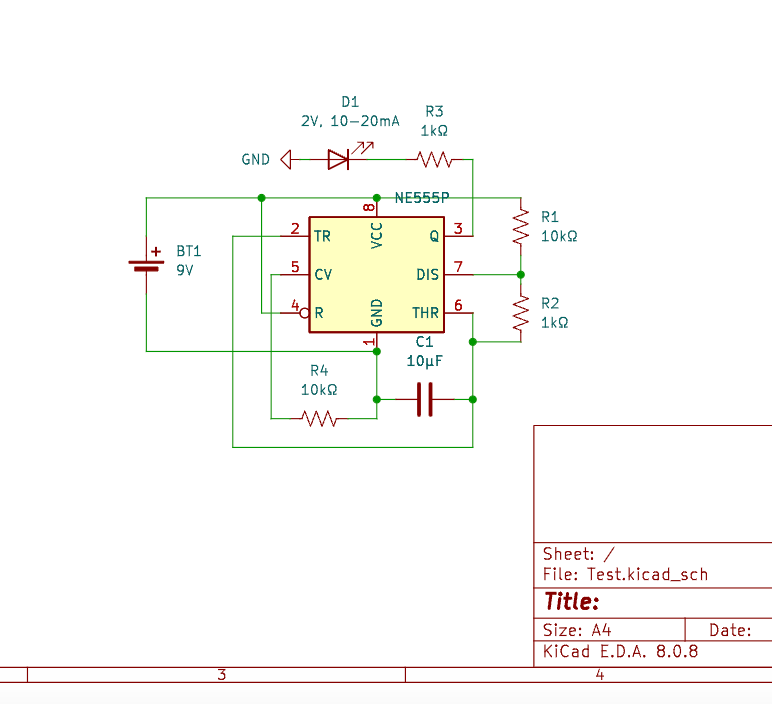 D1
2V, 10-20mA
R3
1kΩ
GND
NE555P
8
VCC
2
TR
Q
3
R1
10kΩ
BT1
9V
+
5
CV
DIS
7
4
R
GND
THR
6
R2
1kΩ
1
C1
10µF
R4
10kΩ
Sheet: /
File: Test.kicad_sch
Title:
Size: A4
Date:
KiCad E.D.A. 8.0.8
3
4